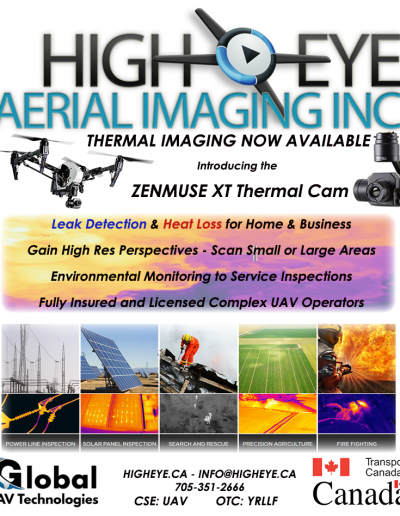 HIGH EYE
AERIAL IMAGING INC
THERMAL IMAGING NOW AVAILABLE
Introducing the
ZENMUSE XT Thermal Cam
Leak Detection & Heat Loss for Home & Business
Gain High Res Perspectives - Scan Small or Large Areas
Environmental Monitoring to Service Inspections
Fully Insured and Licensed Complex UAV Operators
POWER LINE INSPECTION SOLAR PANEL INSPECTION SEARCH AND RESCUE PRECISION AGRICULTURE FIRE FIGHTING
Global
AV Technologies
HIGHEYE.CA - INFO@HIGHEYE.CA
705-351-2666
CSE: UAV OTC: YRLLF
Transpo
Canada
Canada